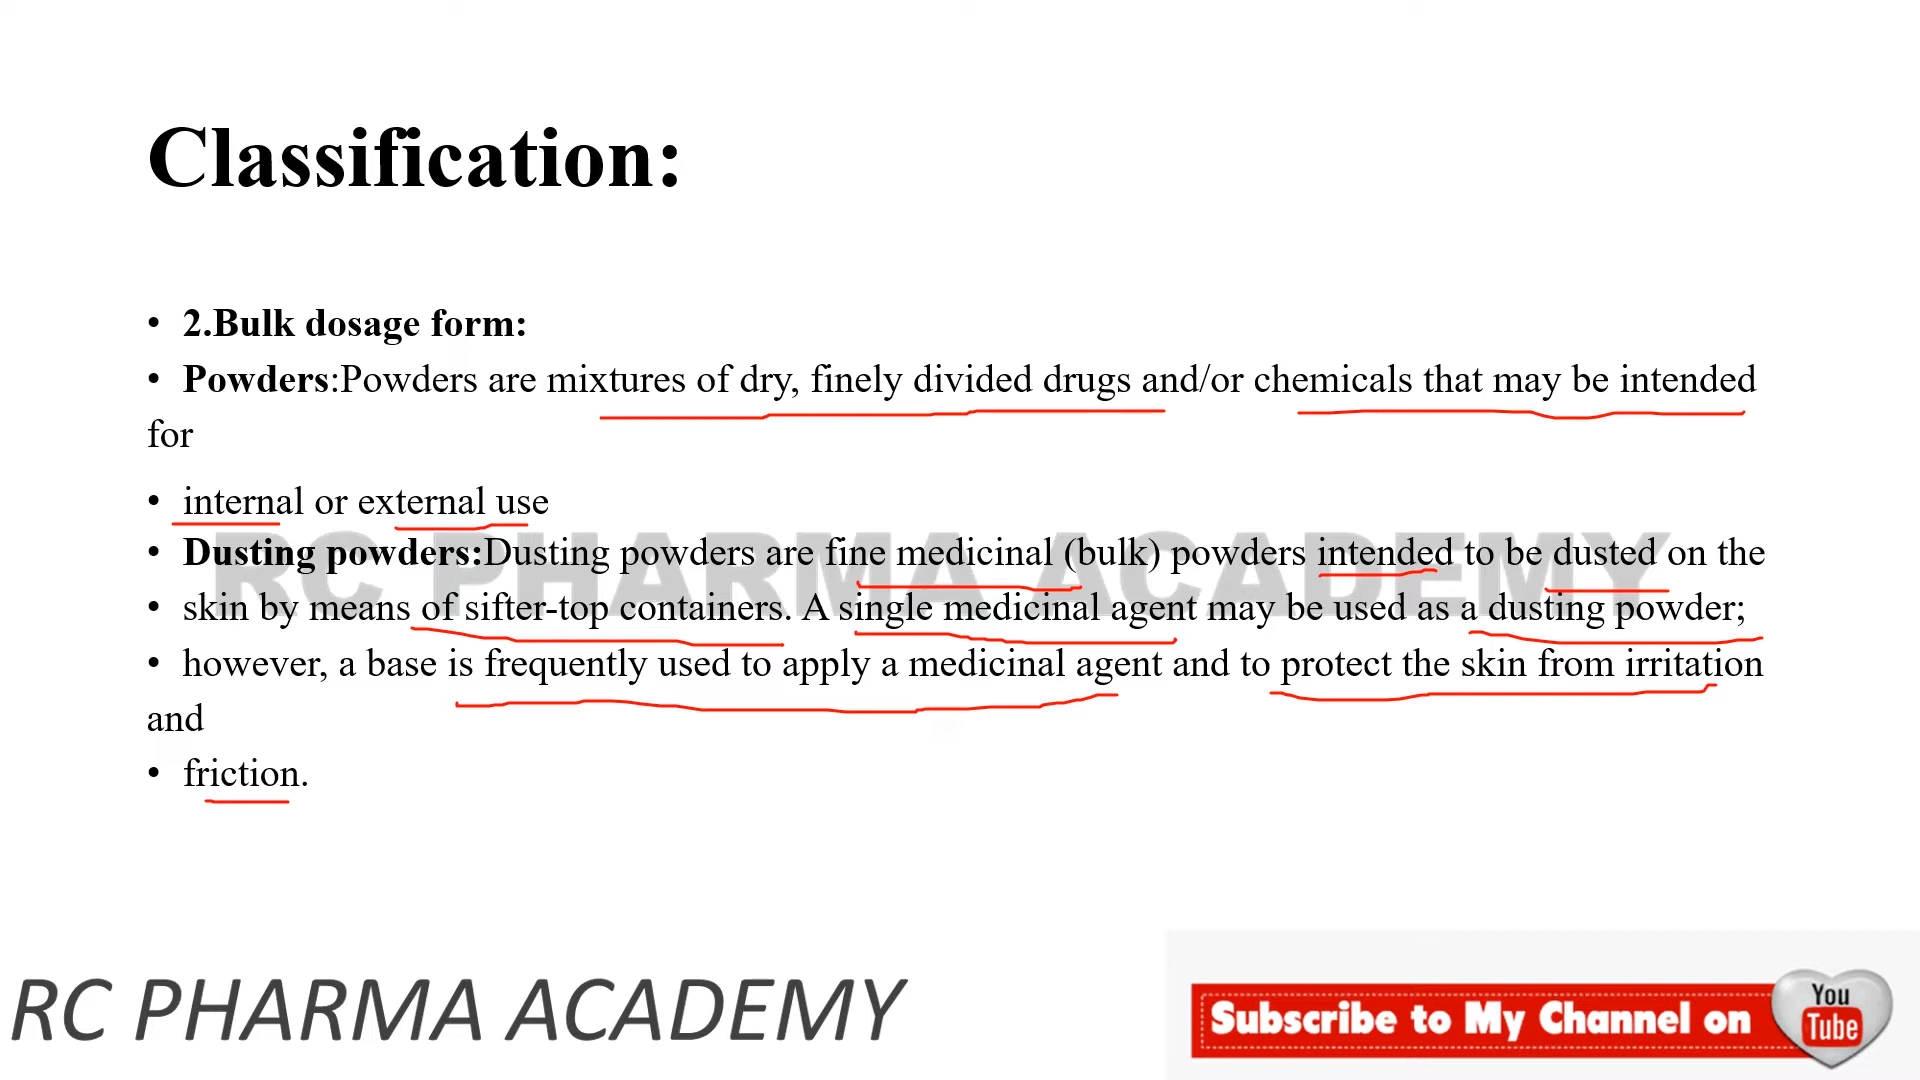 Classification:
• 2.Bulk dosage form:
• Powders:Powders are mixtures of dry, finely divided drugs and/or chemicals that may be intended
for
• internal or external use
RC PHARMA ACADEMY
• Dusting powders:Dusting powders are fine medicinal (bulk) powders intended to be dusted on the
• skin by means of sifter-top containers. A single medicinal agent may be used as a dusting powder;
• however, a base is frequently used to apply a medicinal agent and to protect the skin from irritation
and
• friction.
RC PHARMA ACADEMY
Subscribe to My Channel on
You
Tube